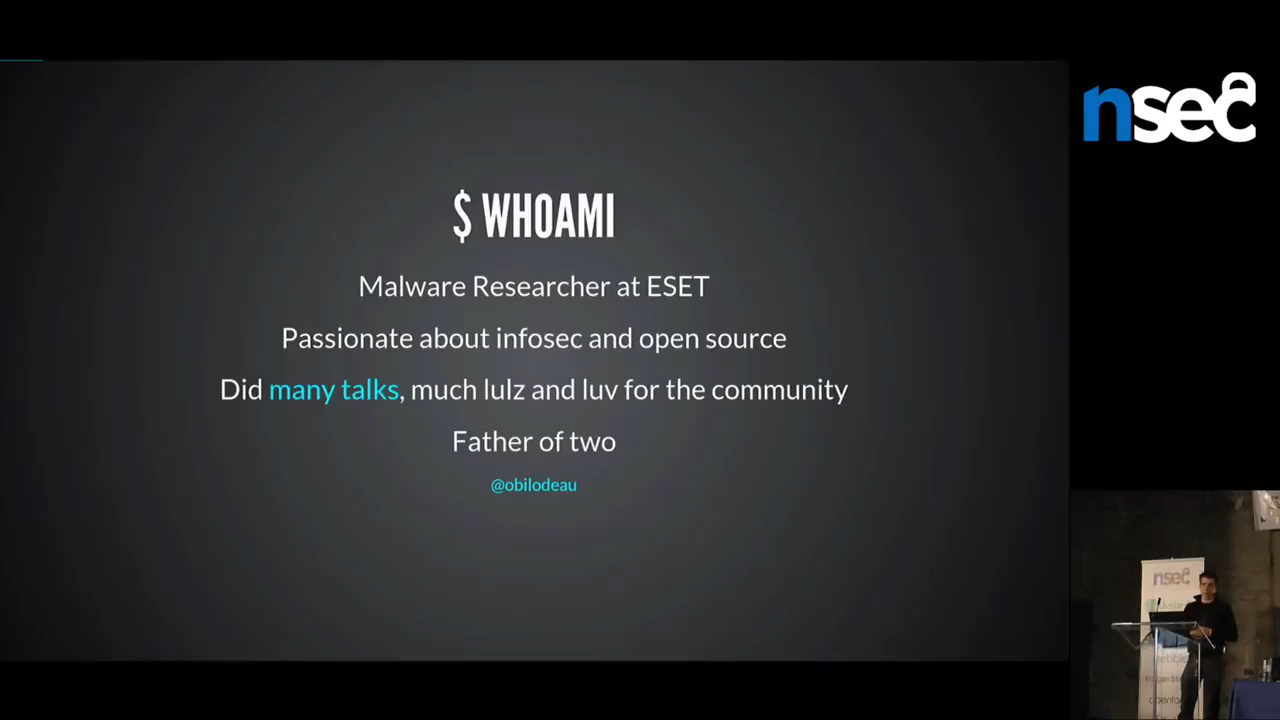 nsec
$ WHOAMI
Malware Researcher at ESET
Passionate about infosec and open source
Did many talks, much lulz and luv for the community
Father of two
@obilodeau
nsec